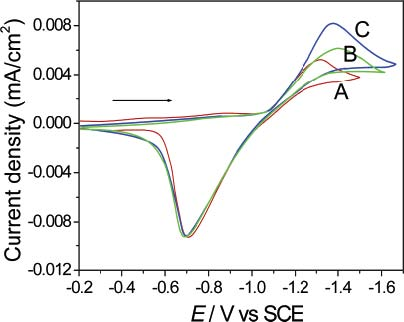 Current density (mA/cm²)
0.008
0.004
0.000
-0.004
-0.008
-0.012
C
B
A
-0.2 -0.4 -0.6 -0.8 -1.0 -1.2 -1.4 -1.6
E / V vs SCE